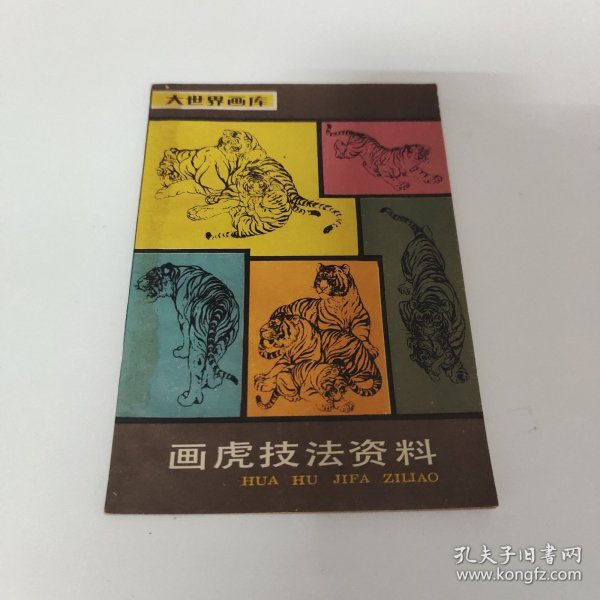 大世界画库
画虎技法资料
HUA HU JIFA ZILIAO
孔夫子旧书网
www.kongfz.com